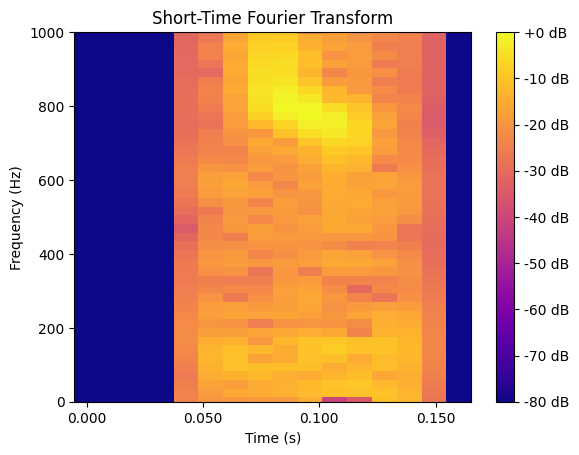 Short-Time Fourier Transform
1000
800
600
400
200
0
Frequency (Hz)
0.000
0.050
0.100
0.150
Time (s)
+0 dB
-10 dB
-20 dB
-30 dB
-40 dB
-50 dB
-60 dB
-70 dB
-80 dB